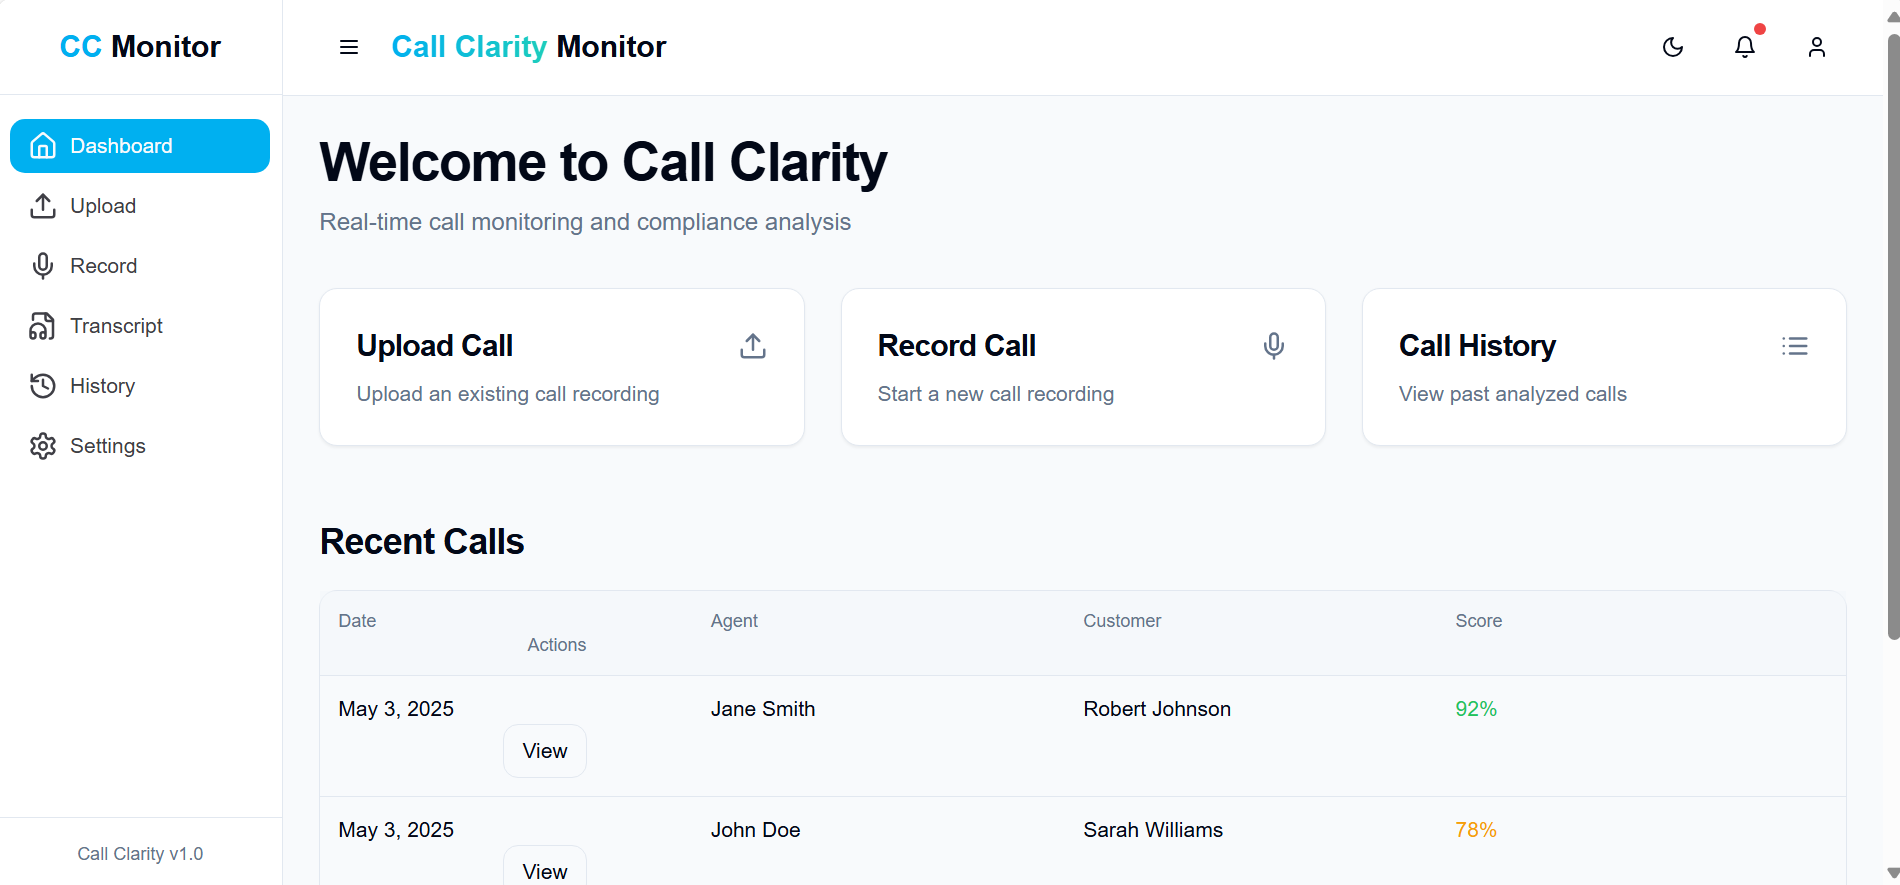 CC Monitor
Call Clarity Monitor
Dashboard
Upload
Record
Transcript
History
Settings
Call Clarity v1.0
Welcome to Call Clarity
Real-time call monitoring and compliance analysis
Upload Call
Upload an existing call recording
Record Call
Start a new call recording
Call History
View past analyzed calls
Recent Calls
Date Agent Customer Score
Actions
May 3, 2025 Jane Smith Robert Johnson 92%
View
May 3, 2025 John Doe Sarah Williams 78%
View